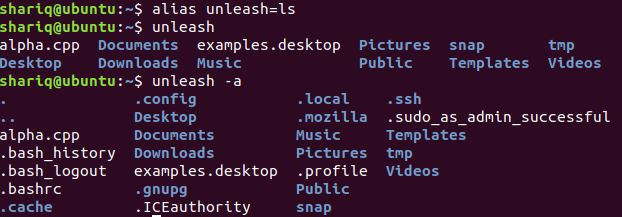 shariq@ubuntu:~$ alias unleash=ls
shariq@ubuntu:~$ unleash
alpha.cpp  Documents  examples.desktop  Pictures  snap       tmp
Desktop    Downloads  Music             Public    Templates  Videos
shariq@ubuntu:~$ unleash -a
.              .config           .local    .ssh
..             Desktop           .mozilla  .sudo_as_admin_successful
alpha.cpp      Documents         Music     Templates
.bash_history  Downloads         Pictures  tmp
.bash_logout   examples.desktop  .profile  Videos
.bashrc        .gnupg            Public
.cache         .ICEauthority     snap